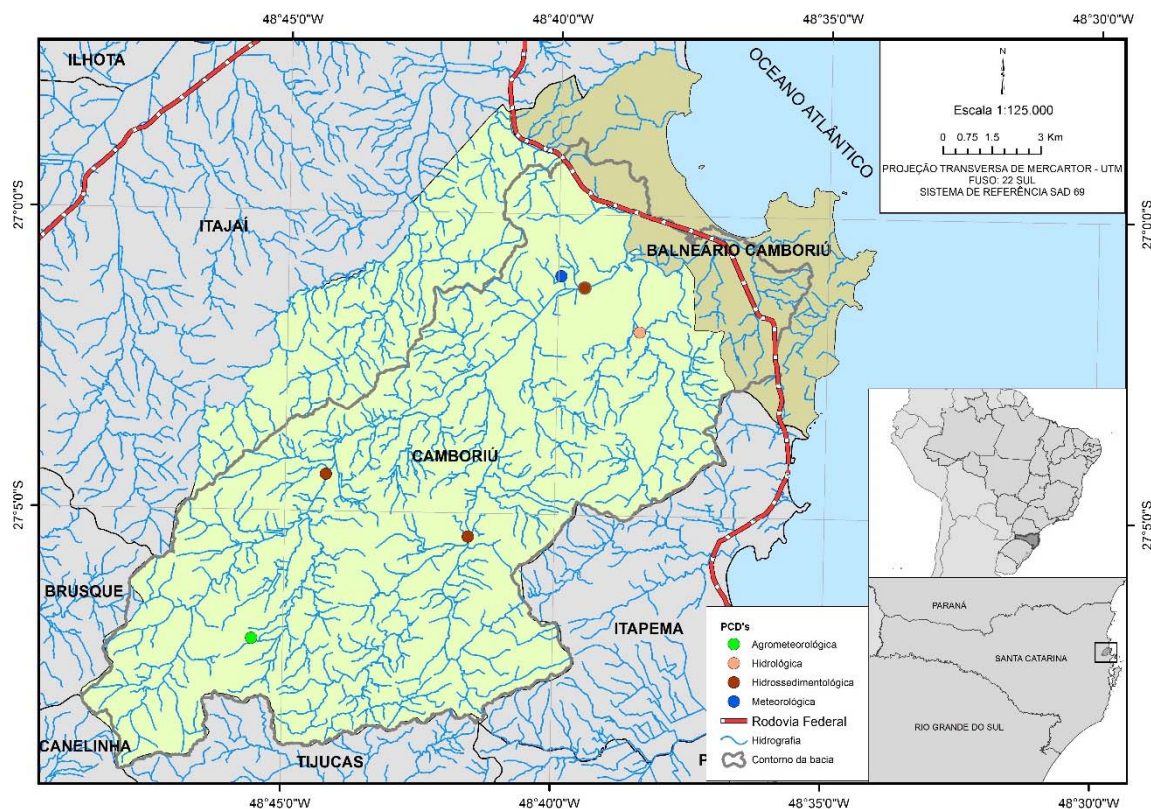 48°45'0"W
48°40'0"W
48°35'0"W
48°30'0"W
ILHOTA
OCEANO ATLÂNTICO
N
Escala 1:125.000
0 0.75 1.5 3 Km
PROJEÇÃO TRANSVERSA DE MERCARTOR - UTM
FUSO: 22 SUL
SISTEMA DE REFERÊNCIA SAD 69
27°0'0"S
27°0'0"S
ITAJAÍ
BALNEÁRIO CAMBORIÚ
CAMBORIÚ
27°5'0"S
27°5'0"S
BRUSQUE
ITAPEMA
CANELINHA
TIJUCAS
P
PCD's
Agrometeorológica
Hidrológica
Hidrossedimentológica
Meteorológica
Rodovia Federal
Hidrografia
Contorno da bacia
PARANÁ
SANTA CATARINA
RIO GRANDE DO SUL
48°45'0"W
48°40'0"W
48°35'0"W
48°30'0"W